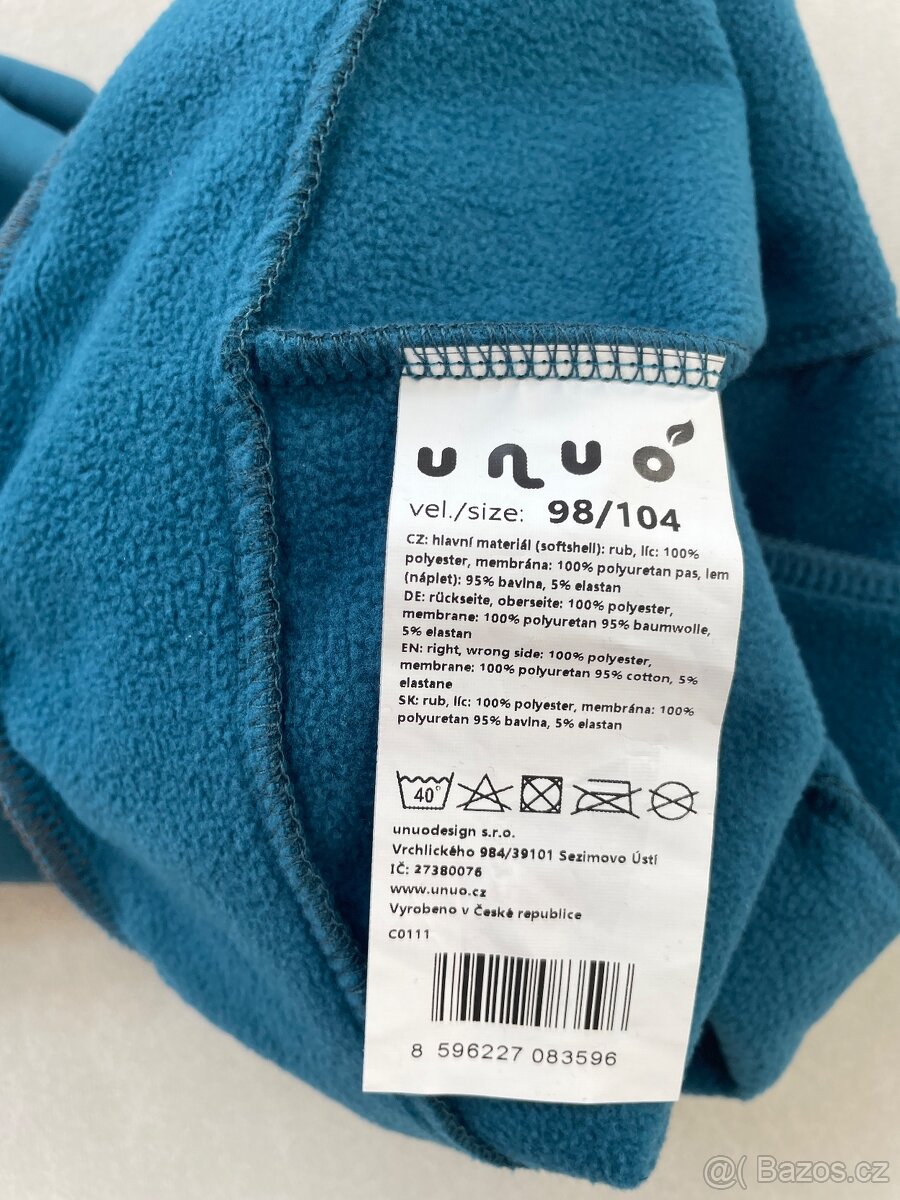 unuo
vel./size: 98/104
CZ: hlavní materiál (softshell): rub, líc: 100%
polyester, membrána: 100% polyuretan pas, lem
(náplet): 95% bavlna, 5% elastan
DE: rückseite, oberseite: 100% polyester,
membrane: 100% polyuretan 95% baumwolle,
5% elastan
EN: right, wrong side: 100% polyester,
membrane: 100% polyuretan 95% cotton, 5%
elastane
SK: rub, líc: 100% polyester, membrána: 100%
polyuretan 95% bavlna, 5% elastan
40°
unuodesign s.r.o.
Vrchlického 984/39101 Sezimovo Ústí
IČ: 27380076
www.unuo.cz
Vyrobeno v České republice
C0111
8 596227 083596
@( Bazos.cz